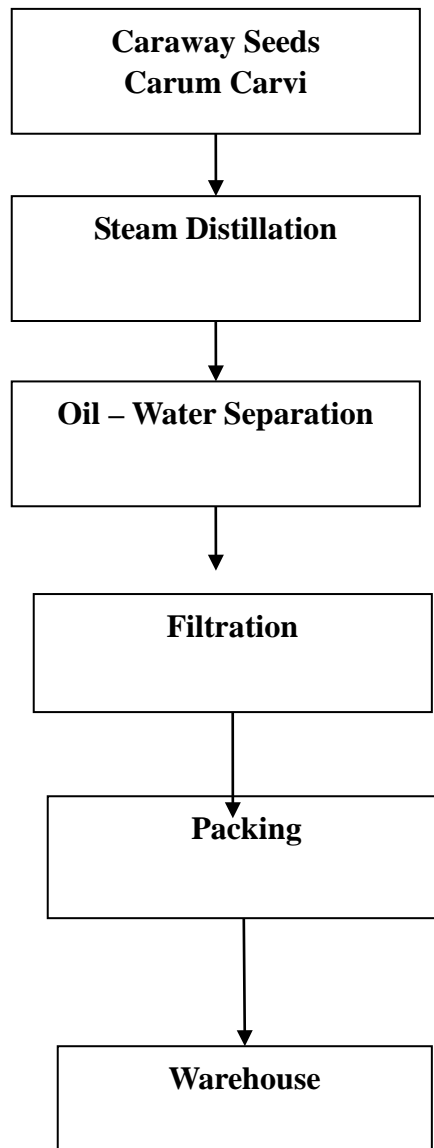 Caraway Seeds
Carum Carvi
Steam Distillation
Oil – Water Separation
Filtration
Packing
Warehouse